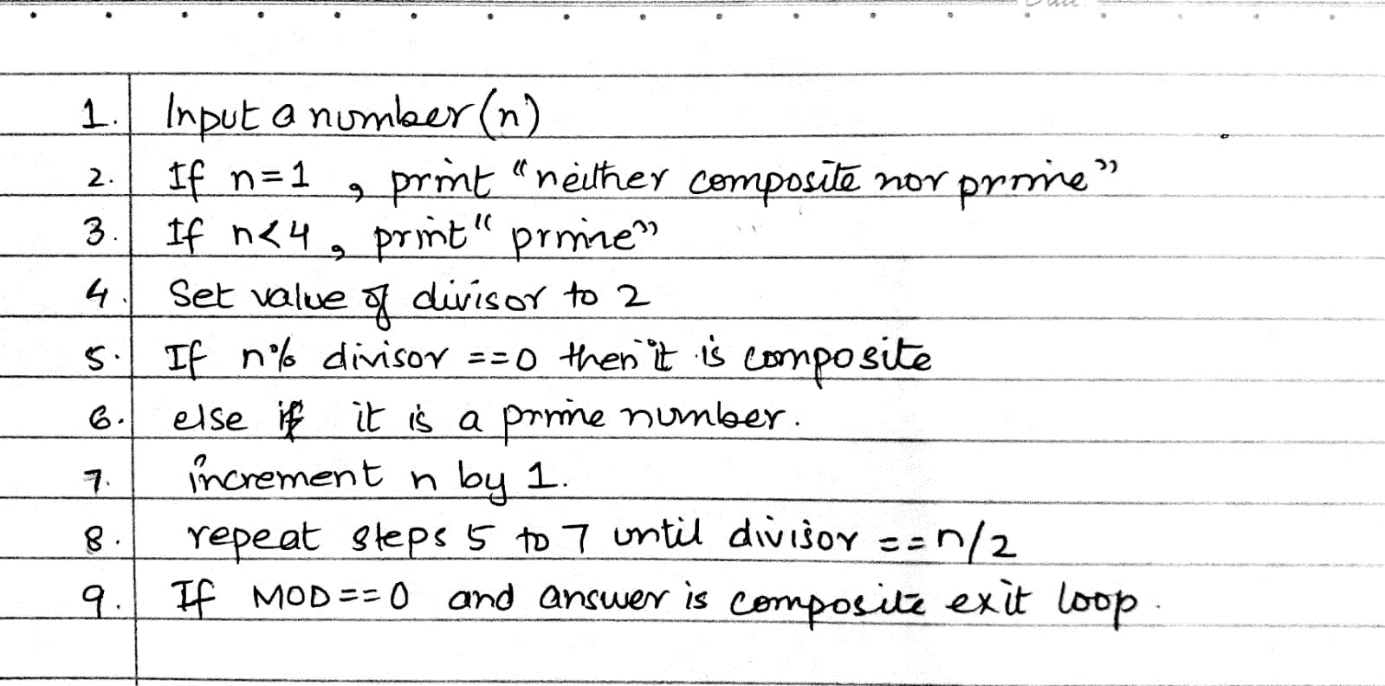 1. Input a number (n)
2. If n=1, print "neither composite nor prime"
3. If n<4, print "prime"
4. Set value of divisor to 2
5. If n% divisor ==0 then it is composite
6. else if it is a prime number.
7. increment n by 1.
8. repeat steps 5 to 7 until divisor ==n/2
9. If MOD==0 and answer is composite exit loop.